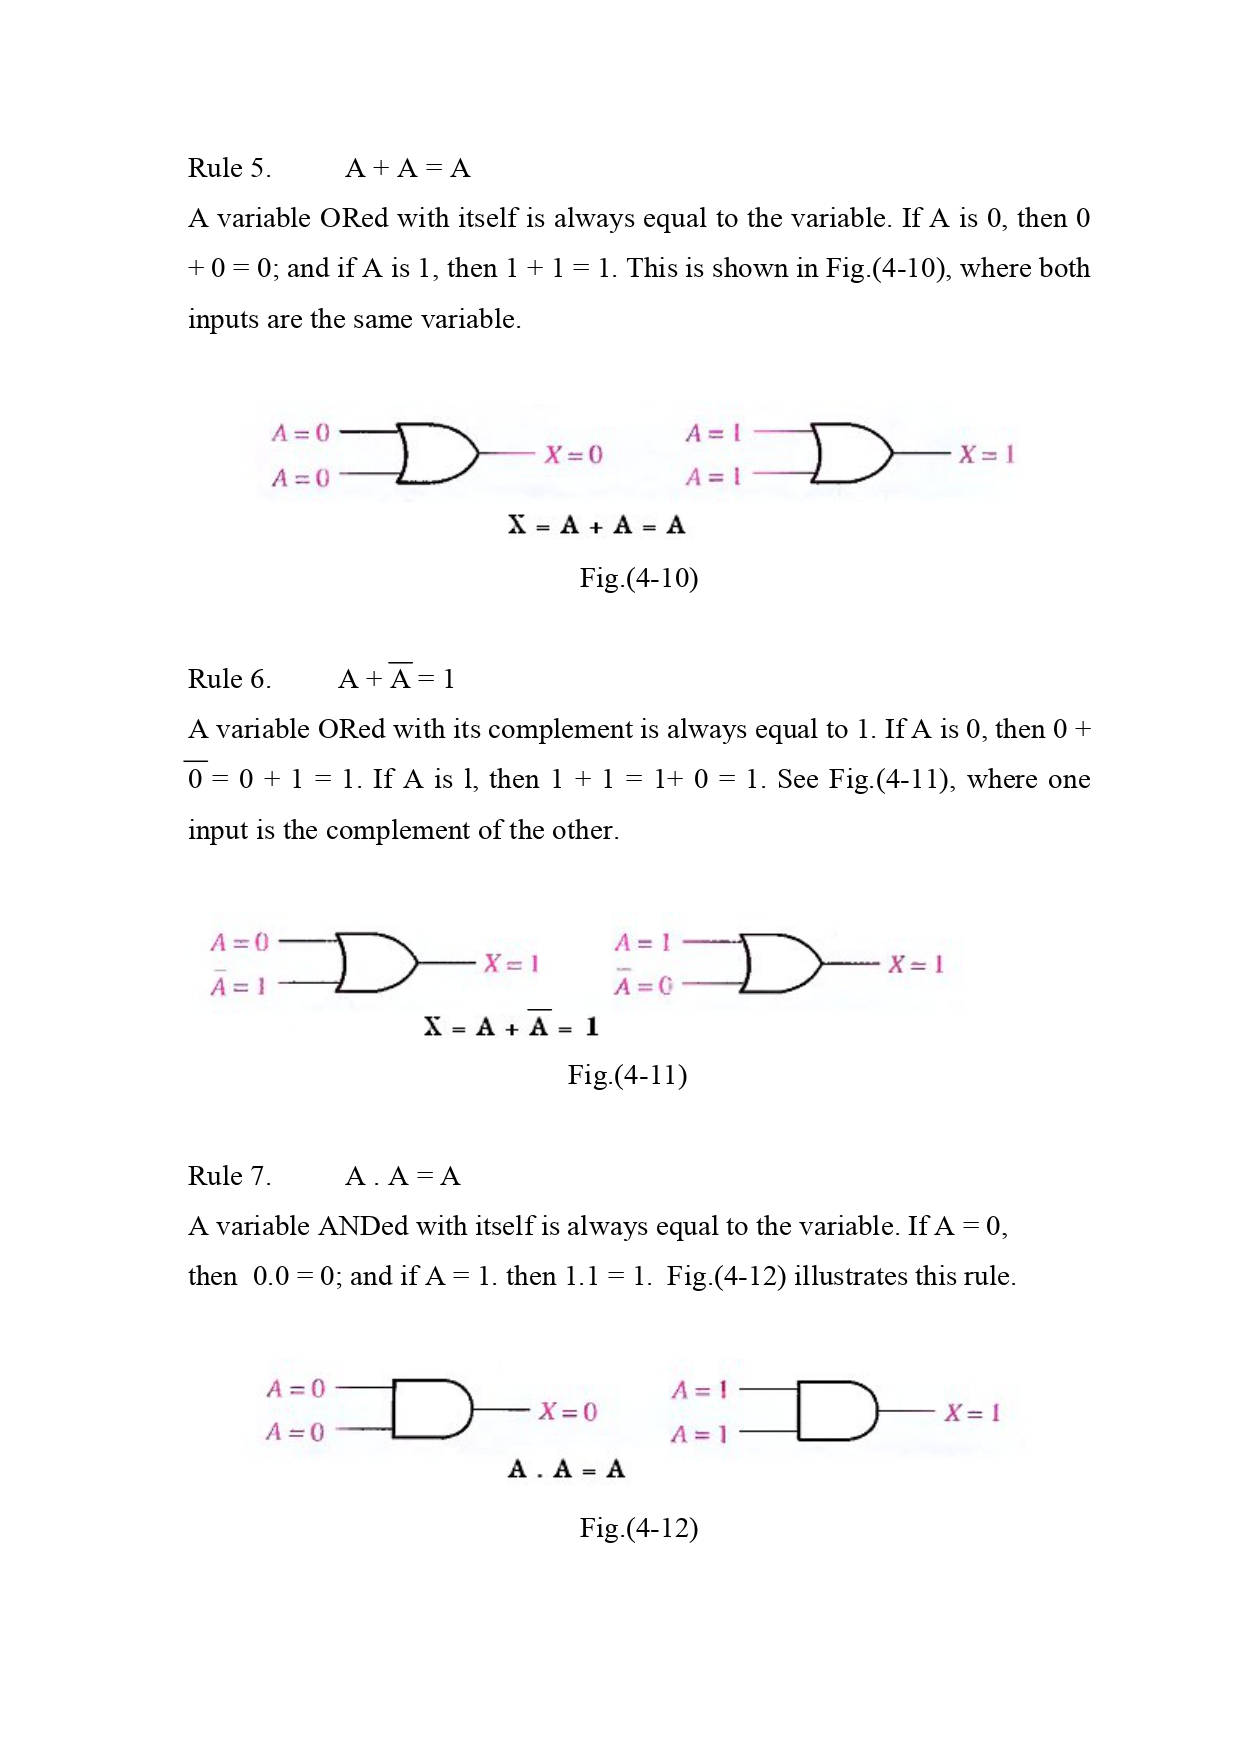 Rule 5. A + A = A
A variable ORed with itself is always equal to the variable. If A is 0, then 0
+ 0 = 0; and if A is 1, then 1 + 1 = 1. This is shown in Fig.(4-10), where both
inputs are the same variable.
A = 0 A = 1
X = 0 X = 1
A = 0 A = 1
X = A + A = A
Fig.(4-10)
Rule 6. A + A̅ = 1
A variable ORed with its complement is always equal to 1. If A is 0, then 0 +
0̅ = 0 + 1 = 1. If A is l, then 1 + 1 = 1+ 0 = 1. See Fig.(4-11), where one
input is the complement of the other.
A = 0 A = 1
X = 1 X = 1
A̅ = 1 A̅ = 0
X = A + A̅ = 1
Fig.(4-11)
Rule 7. A . A = A
A variable ANDed with itself is always equal to the variable. If A = 0,
then 0.0 = 0; and if A = 1. then 1.1 = 1. Fig.(4-12) illustrates this rule.
A = 0 A = 1
X = 0 X = 1
A = 0 A = 1
A . A = A
Fig.(4-12)